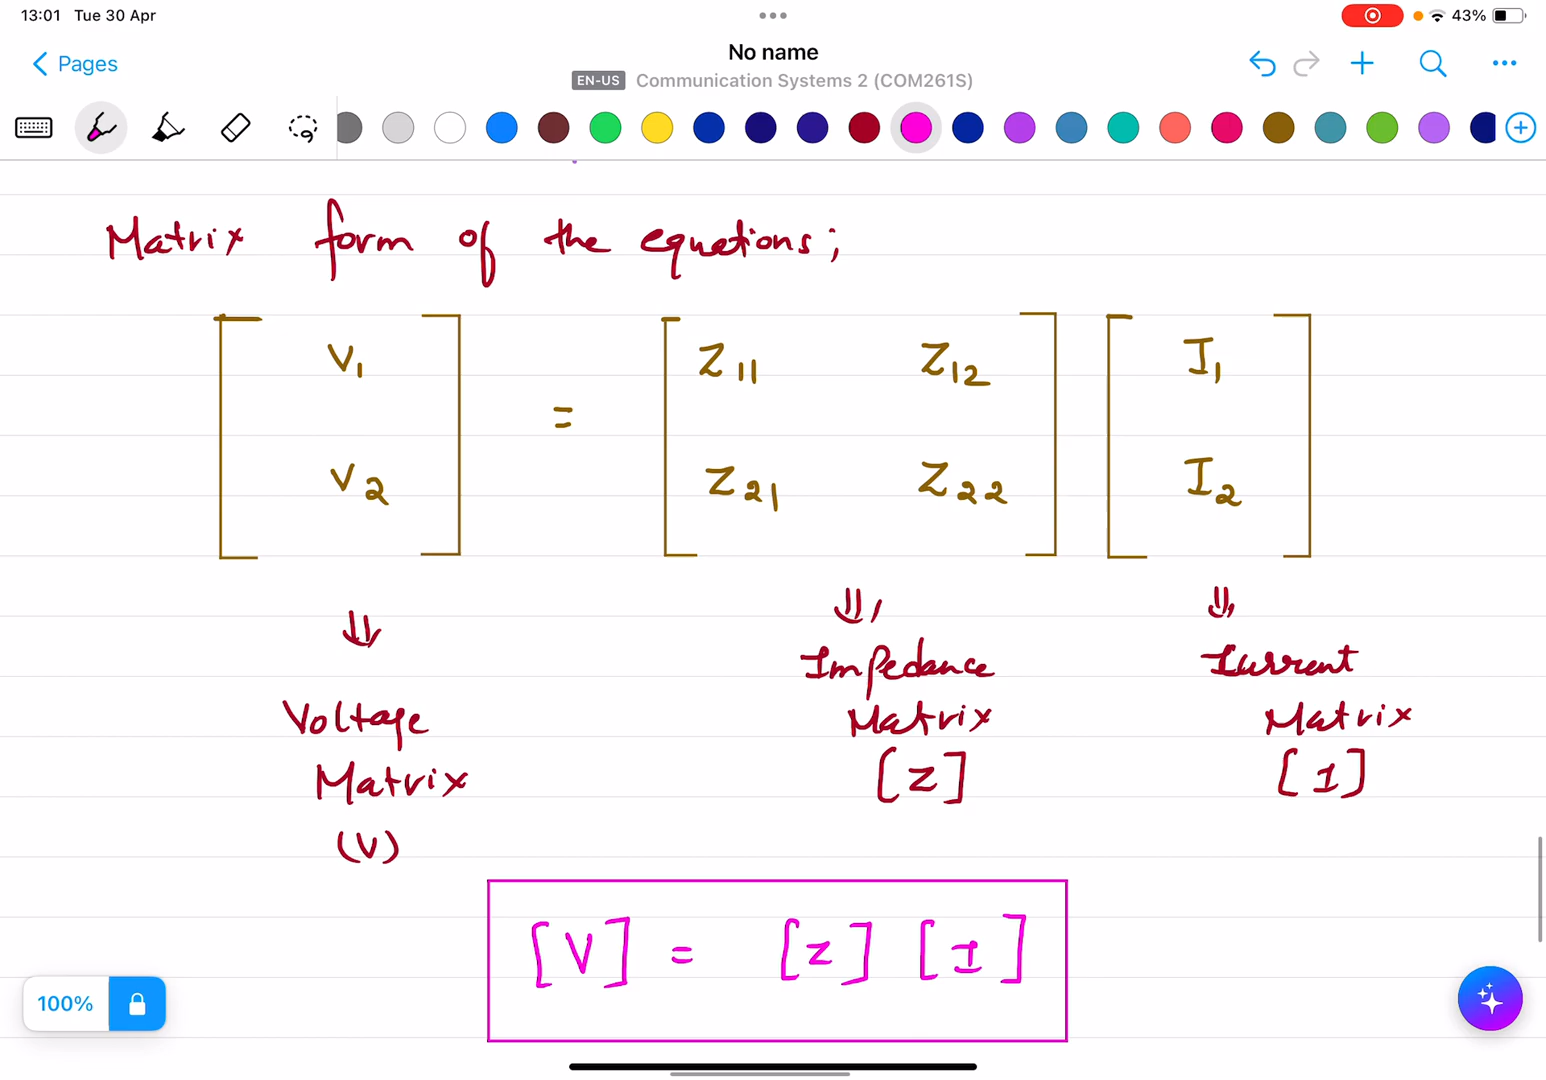 13:01 Tue 30 Apr
43%
Pages
No name
EN-US Communication Systems 2 (COM261S)
Matrix form of the equations;
[ V1 ] = [ Z11 Z12 ] [ I1 ]
[ V2 ] [ Z21 Z22 ] [ I2 ]
⇓ ⇓ ⇓
Impedance Current
Voltage Matrix Matrix
Matrix [Z] [I]
(V)
[V] = [Z] [I]
100%